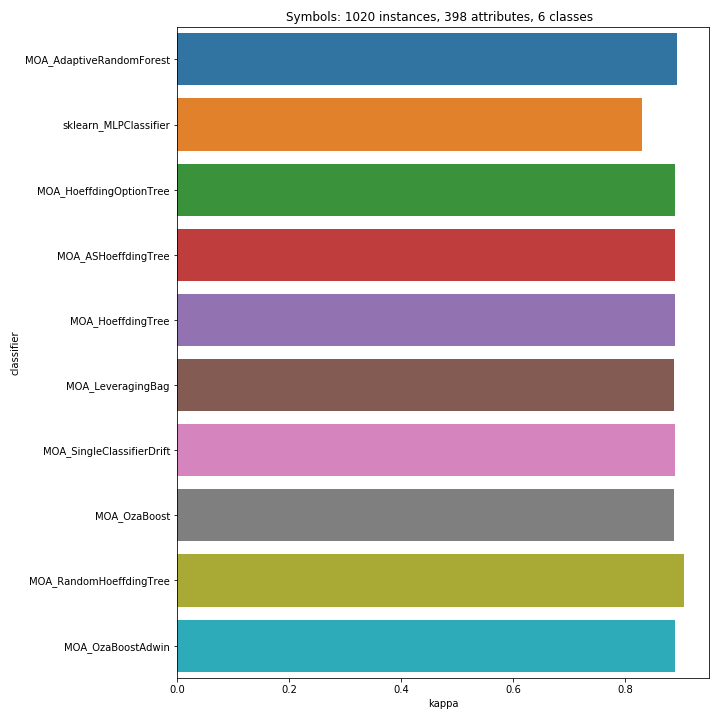 Symbols: 1020 instances, 398 attributes, 6 classes
MOA_AdaptiveRandomForest
sklearn_MLPClassifier
MOA_HoeffdingOptionTree
MOA_ASHoeffdingTree
MOA_HoeffdingTree
classifier
MOA_LeveragingBag
MOA_SingleClassifierDrift
MOA_OzaBoost
MOA_RandomHoeffdingTree
MOA_OzaBoostAdwin
0.0 0.2 0.4 0.6 0.8
kappa